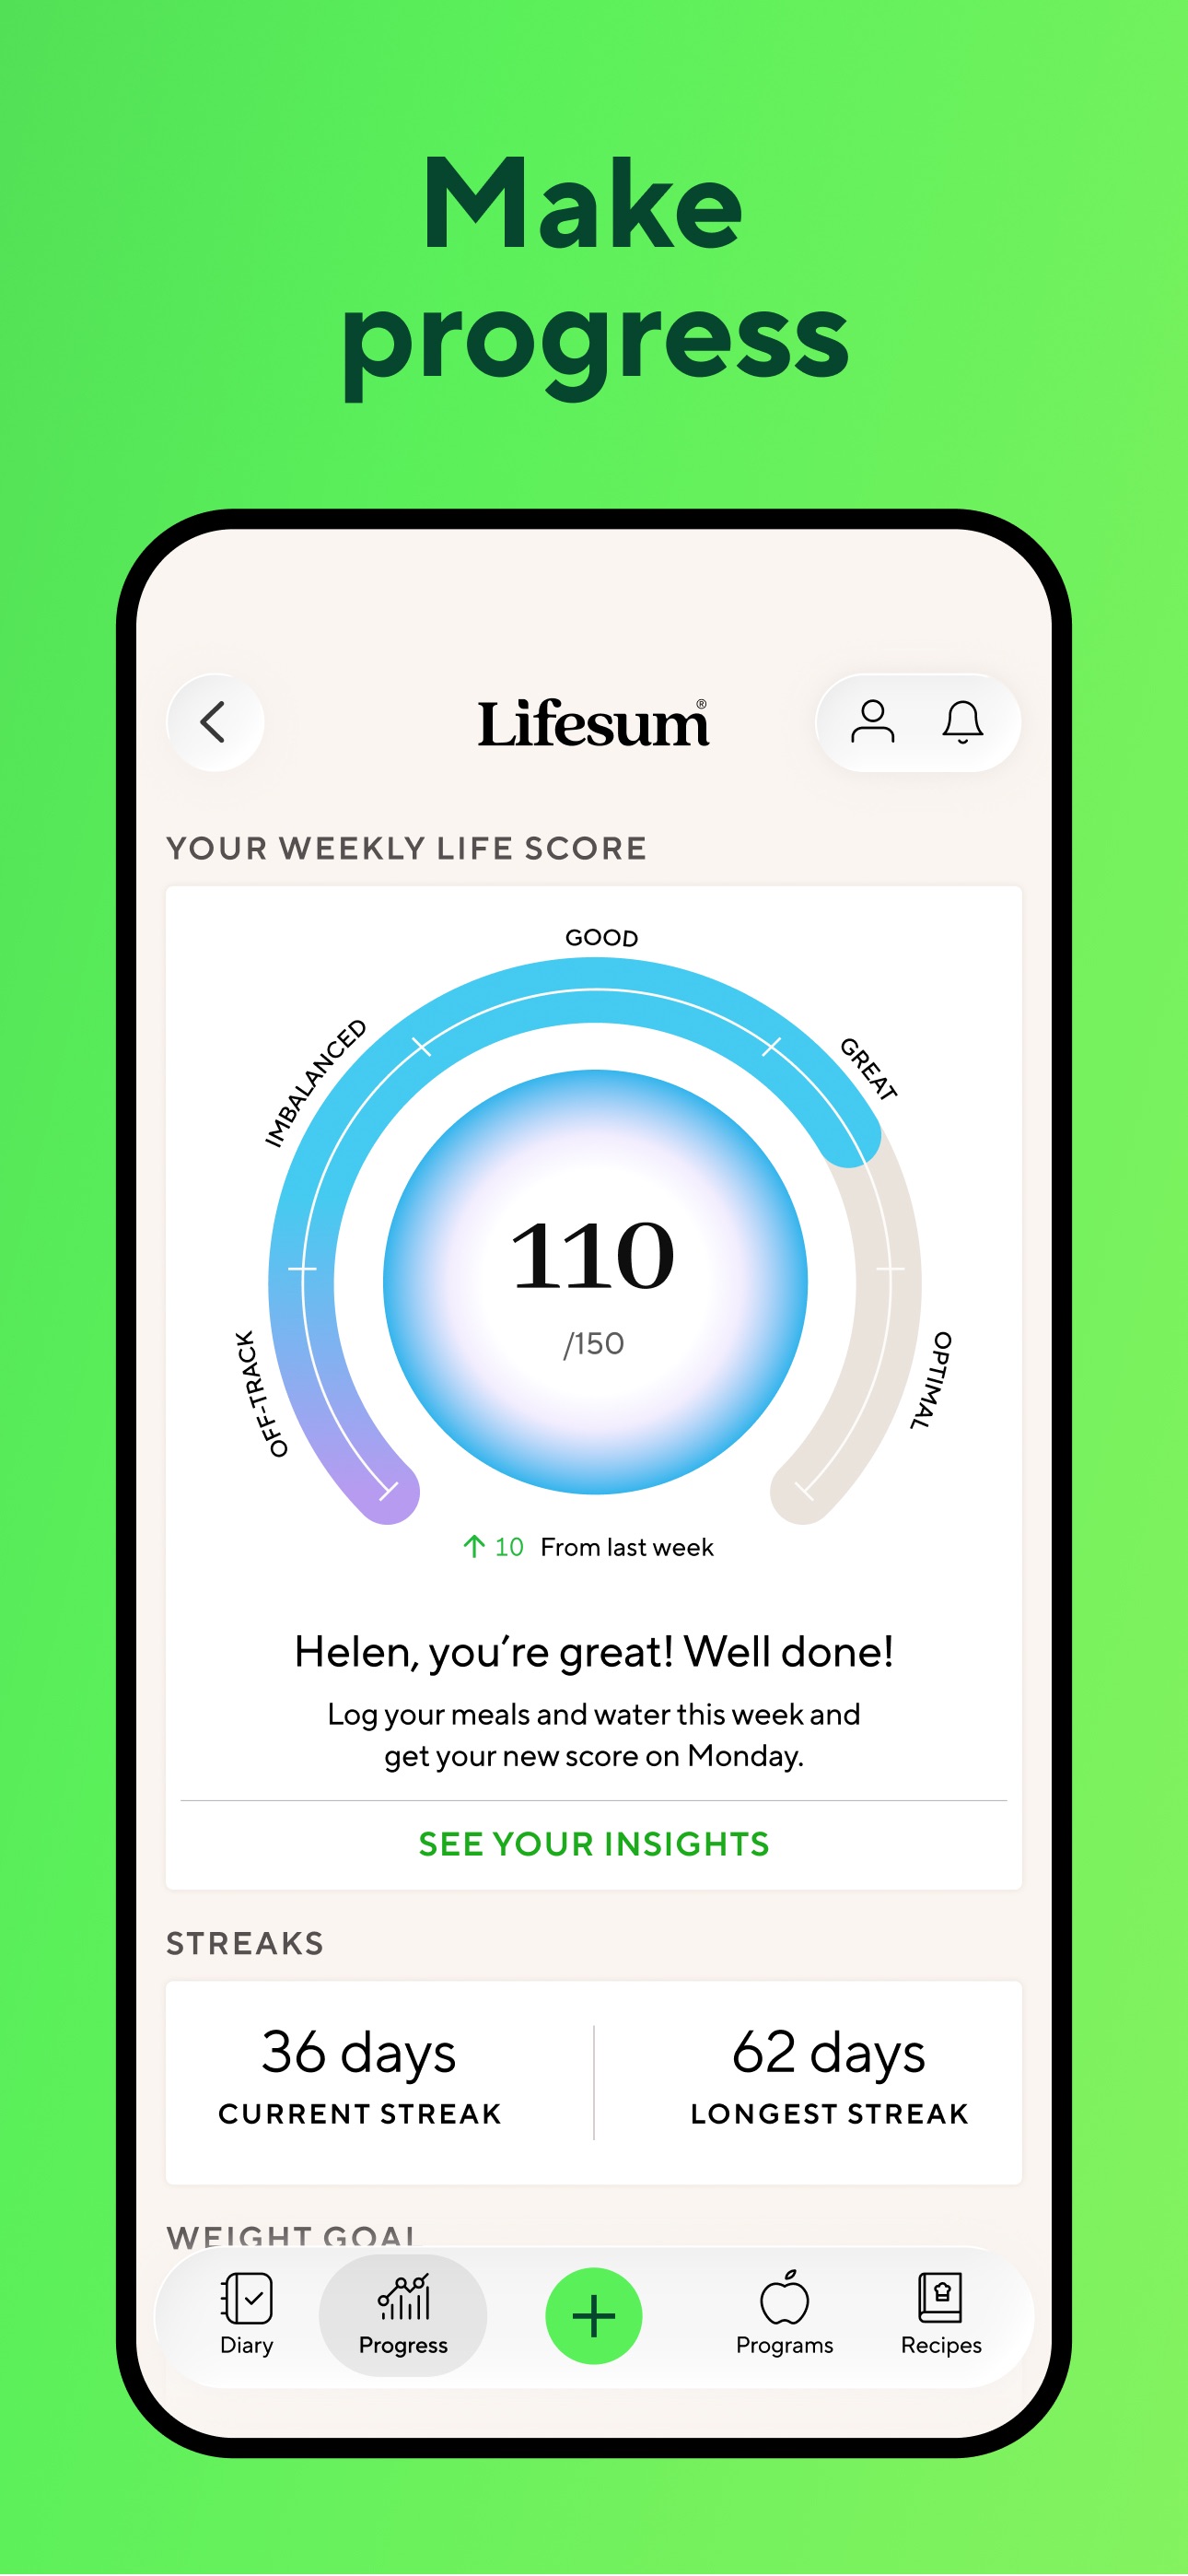 Make
progress
Lifesum®
YOUR WEEKLY LIFE SCORE
GOOD
IMBALANCED
GREAT
OFF-TRACK
OPTIMAL
110
/150
↑ 10 From last week
Helen, you’re great! Well done!
Log your meals and water this week and
get your new score on Monday.
SEE YOUR INSIGHTS
STREAKS
36 days
CURRENT STREAK
62 days
LONGEST STREAK
WEIGHT GOAL
Diary
Progress
Programs
Recipes